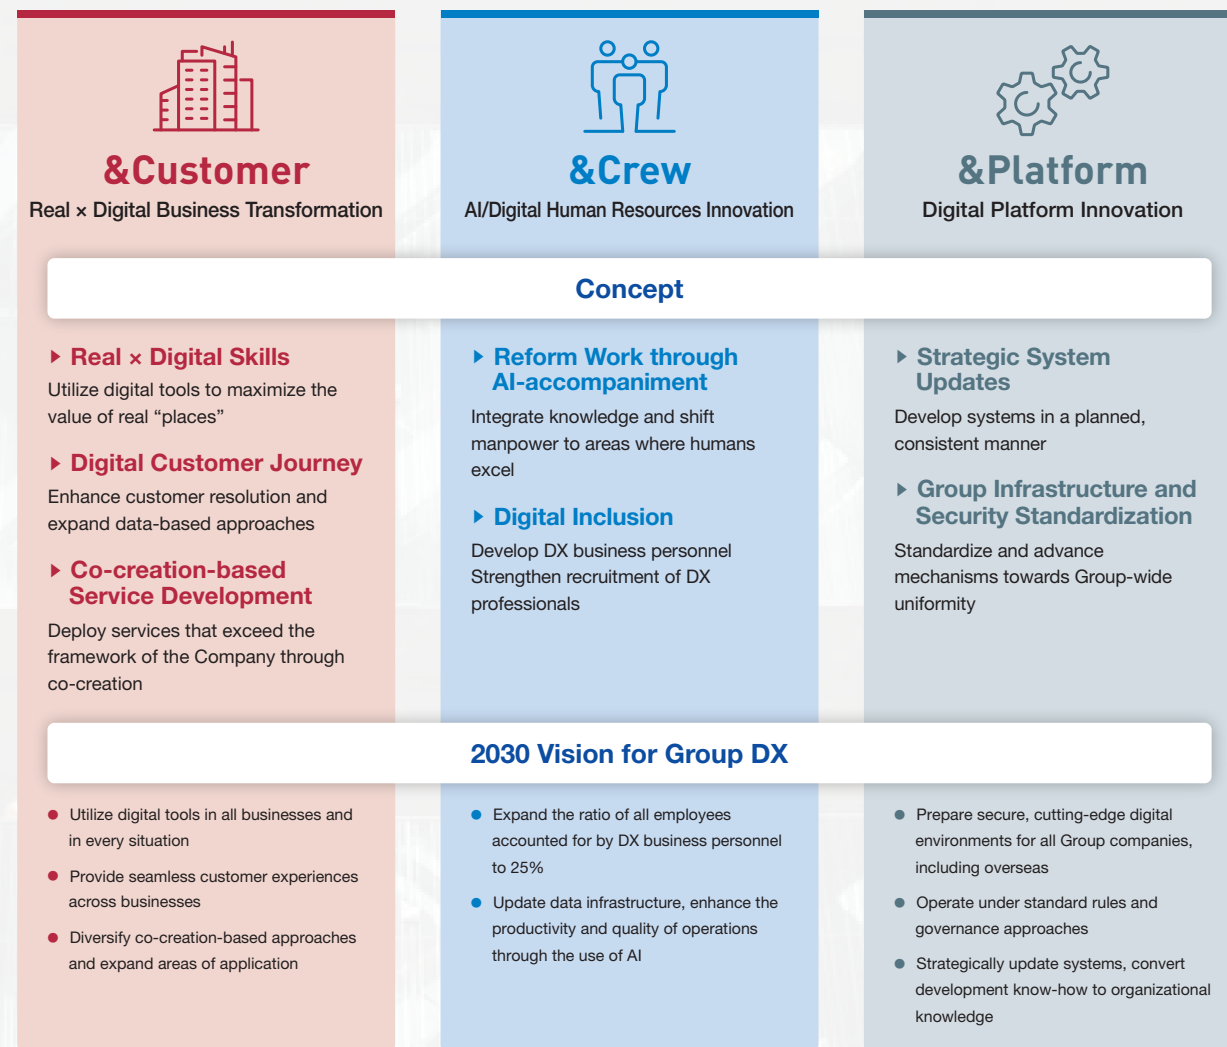 &Customer
Real × Digital Business Transformation
&Crew
AI/Digital Human Resources Innovation
&Platform
Digital Platform Innovation
Concept
Real × Digital Skills
Utilize digital tools to maximize the
value of real “places”
Digital Customer Journey
Enhance customer resolution and
expand data-based approaches
Co-creation-based
Service Development
Deploy services that exceed the
framework of the Company through
co-creation
Reform Work through
AI-accompaniment
Integrate knowledge and shift
manpower to areas where humans
excel
Digital Inclusion
Develop DX business personnel
Strengthen recruitment of DX
professionals
Strategic System
Updates
Develop systems in a planned,
consistent manner
Group Infrastructure and
Security Standardization
Standardize and advance
mechanisms towards Group-wide
uniformity
2030 Vision for Group DX
Utilize digital tools in all businesses and
in every situation
Provide seamless customer experiences
across businesses
Diversify co-creation-based approaches
and expand areas of application
Expand the ratio of all employees
accounted for by DX business personnel
to 25%
Update data infrastructure, enhance the
productivity and quality of operations
through the use of AI
Prepare secure, cutting-edge digital
environments for all Group companies,
including overseas
Operate under standard rules and
governance approaches
Strategically update systems, convert
development know-how to organizational
knowledge